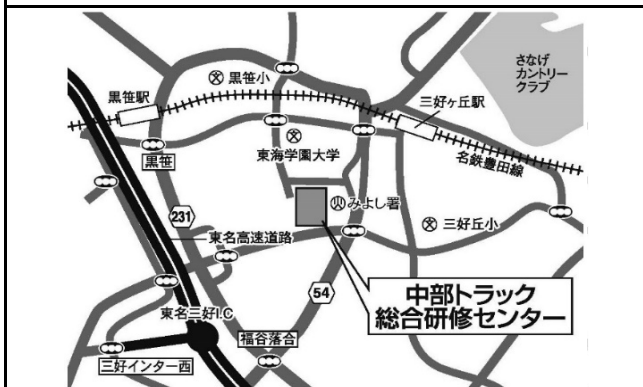 さなげ
カントリー
クラブ
黒笹小
黒笹駅
三好ヶ丘駅
東海学園大学
名鉄豊田線
黒笹
みよし署
231
三好丘小
東名高速道路
54
中部トラック
総合研修センター
東名三好I.C
福谷落合
三好インター西